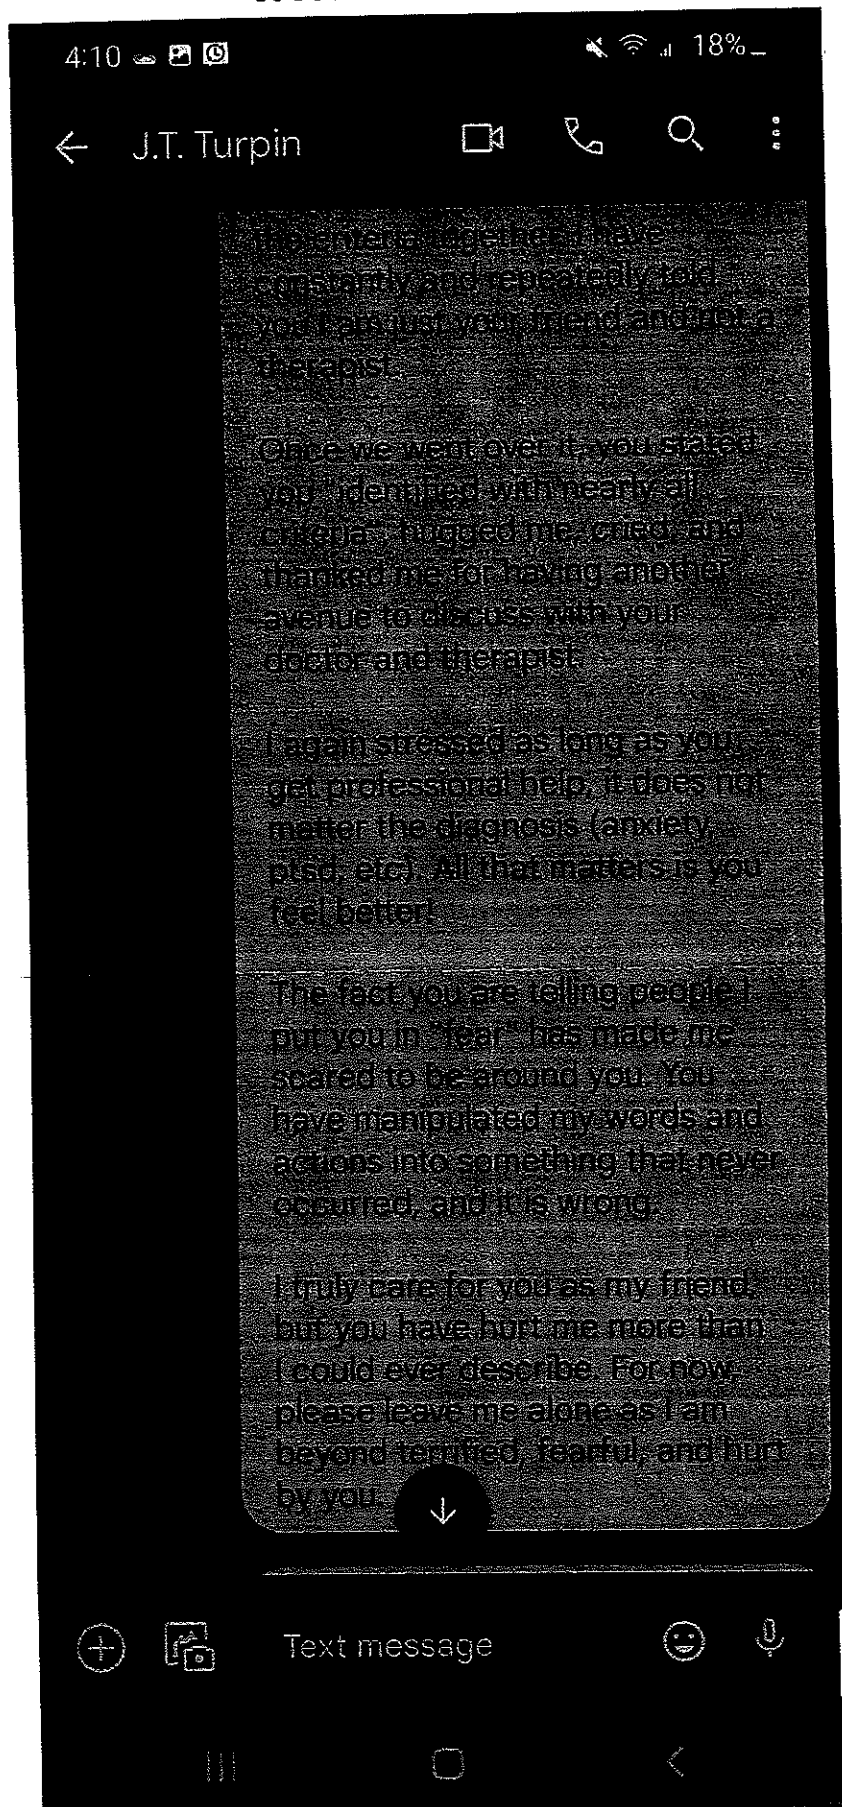 4:10 18%
J.T. Turpin
the criteria together. I have
constantly and repeatedly told
you I am just your friend and not a
therapist.
Once we went over it, you stated
you "identified with nearly all
criteria", hugged me, cried, and
thanked me for having another
avenue to discuss with your
doctor and therapist.
I again stressed as long as you
get professional help, it does not
matter the diagnosis (anxiety,
ptsd, etc). All that matters is you
feel better!
The fact you are telling people I
put you in "fear" has made me
scared to be around you. You
have manipulated my words and
actions into something that never
occurred, and it is wrong.
I truly care for you as my friend,
but you have hurt me more than
I could ever describe. For now,
please leave me alone as I am
beyond terrified, fearful, and hurt
by you.
Text message